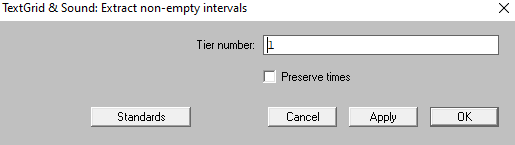 TextGrid & Sound: Extract non-empty intervals
Tier number: 1
Preserve times
Standards Cancel Apply OK